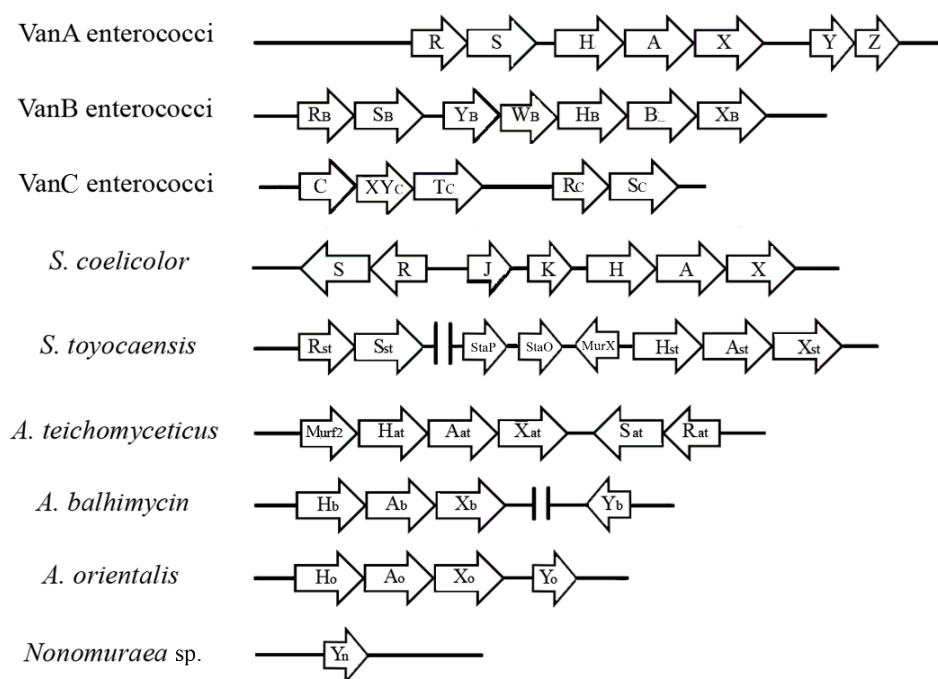 VanA enterococci R S H A X Y Z
VanB enterococci RB SB YB WB HB B XB
VanC enterococci C XYC TC RC SC
S. coelicolor S R J K H A X
S. toyocaensis Rst Sst StaP StaO MurX Hst Ast Xst
A. teichomyceticus Murf2 Hat Aat Xat Sat Rat
A. balhimycin Hb Ab Xb Yb
A. orientalis Ho Ao Xo Yo
Nonomuraea sp. Yn